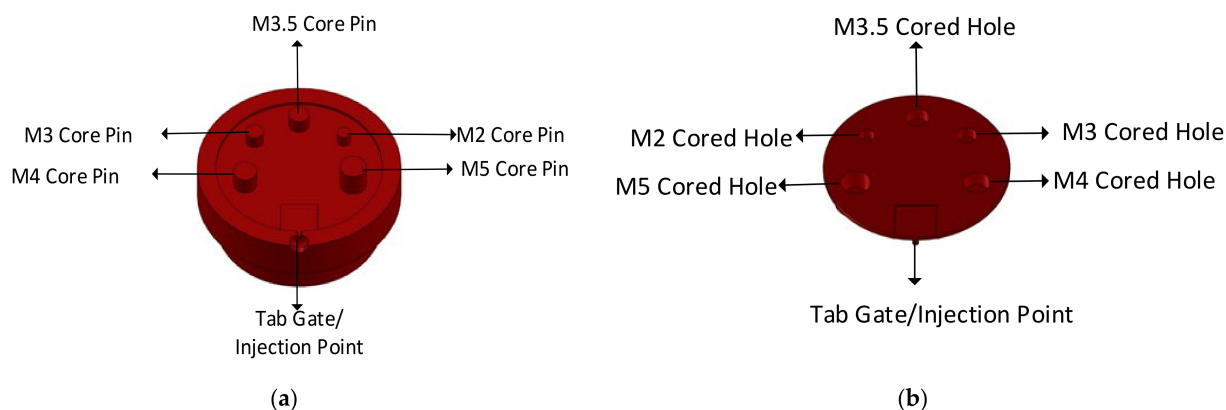 M3.5 Core Pin
M3 Core Pin
M2 Core Pin
M4 Core Pin
M5 Core Pin
Tab Gate/
Injection Point
(a)
M3.5 Cored Hole
M2 Cored Hole
M3 Cored Hole
M5 Cored Hole
M4 Cored Hole
Tab Gate/Injection Point
(b)